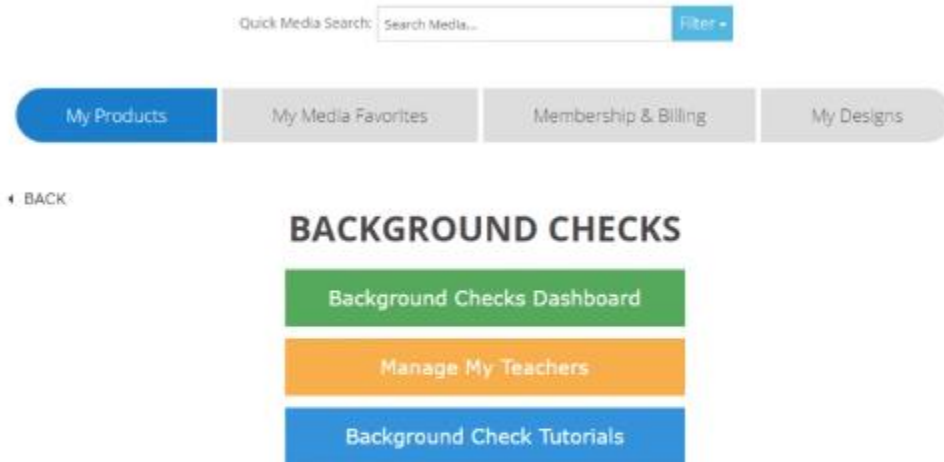 Quick Media Search: Search Media... Filter
My Products My Media Favorites Membership & Billing My Designs
BACK
BACKGROUND CHECKS
Background Checks Dashboard
Manage My Teachers
Background Check Tutorials